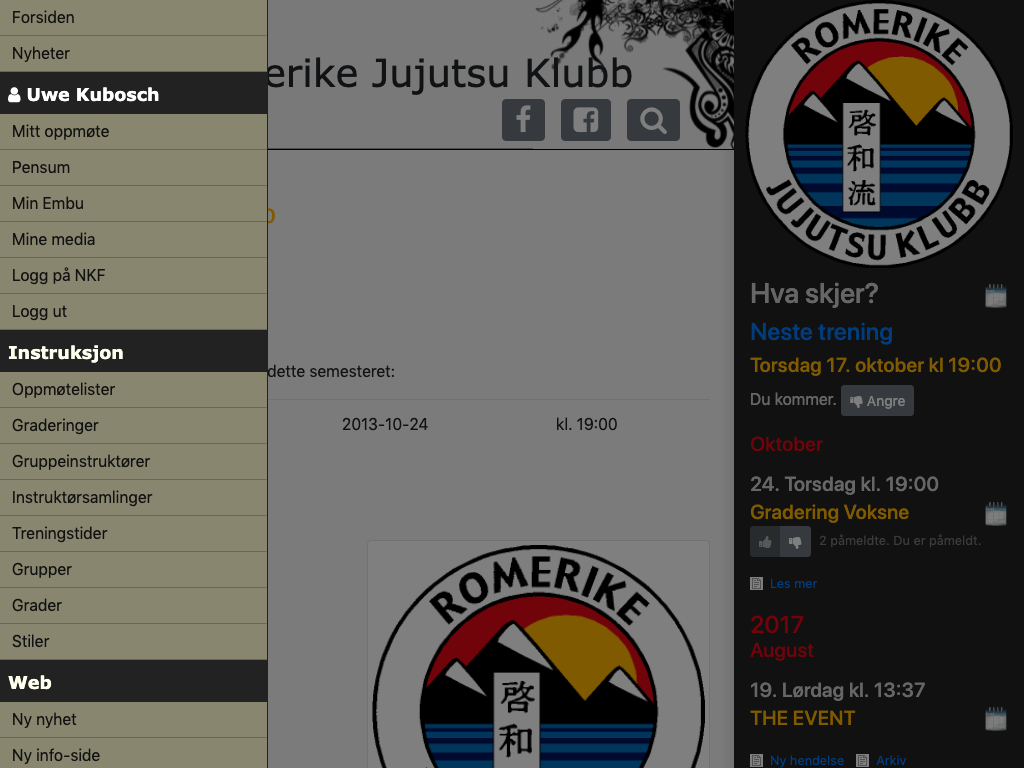 Forsiden
Nyheter
Uwe Kubosch
Mitt oppmøte
Pensum
Min Embu
Mine media
Logg på NKF
Logg ut
Instruksjon
Oppmøtelister
Graderinger
Gruppeinstruktører
Instruktørsamlinger
Treningstider
Grupper
Grader
Stiler
Web
Ny nyhet
Ny info-side
erike Jujutsu Klubb
dette semesteret:
2013-10-24 kl. 19:00
ROMERIKE
啓和
ROMERIKE
啓和流
JUJUTSU KLUBB
Hva skjer?
Neste trening
Torsdag 17. oktober kl 19:00
Du kommer. Angre
Oktober
24. Torsdag kl. 19:00
Gradering Voksne
2 påmeldte. Du er påmeldt.
Les mer
2017
August
19. Lørdag kl. 13:37
THE EVENT
Ny hendelse Arkiv